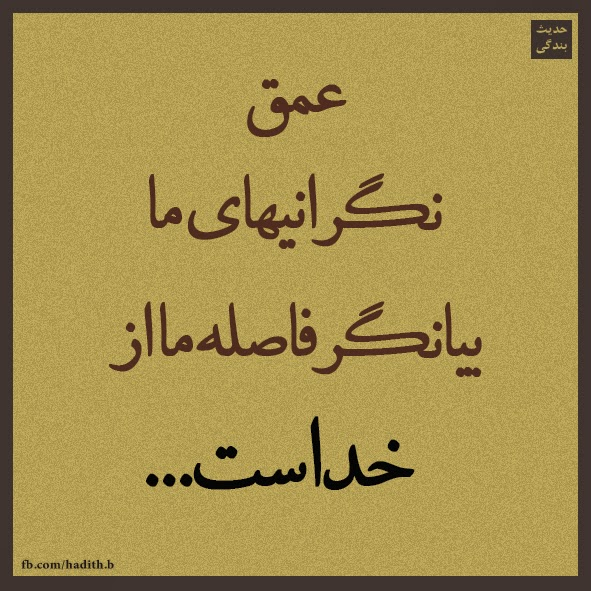 حدیث
بندگی
عمق
نگرانیهای ما
بیانگر فاصله ما از
خداست...
fb.com/hadith.b